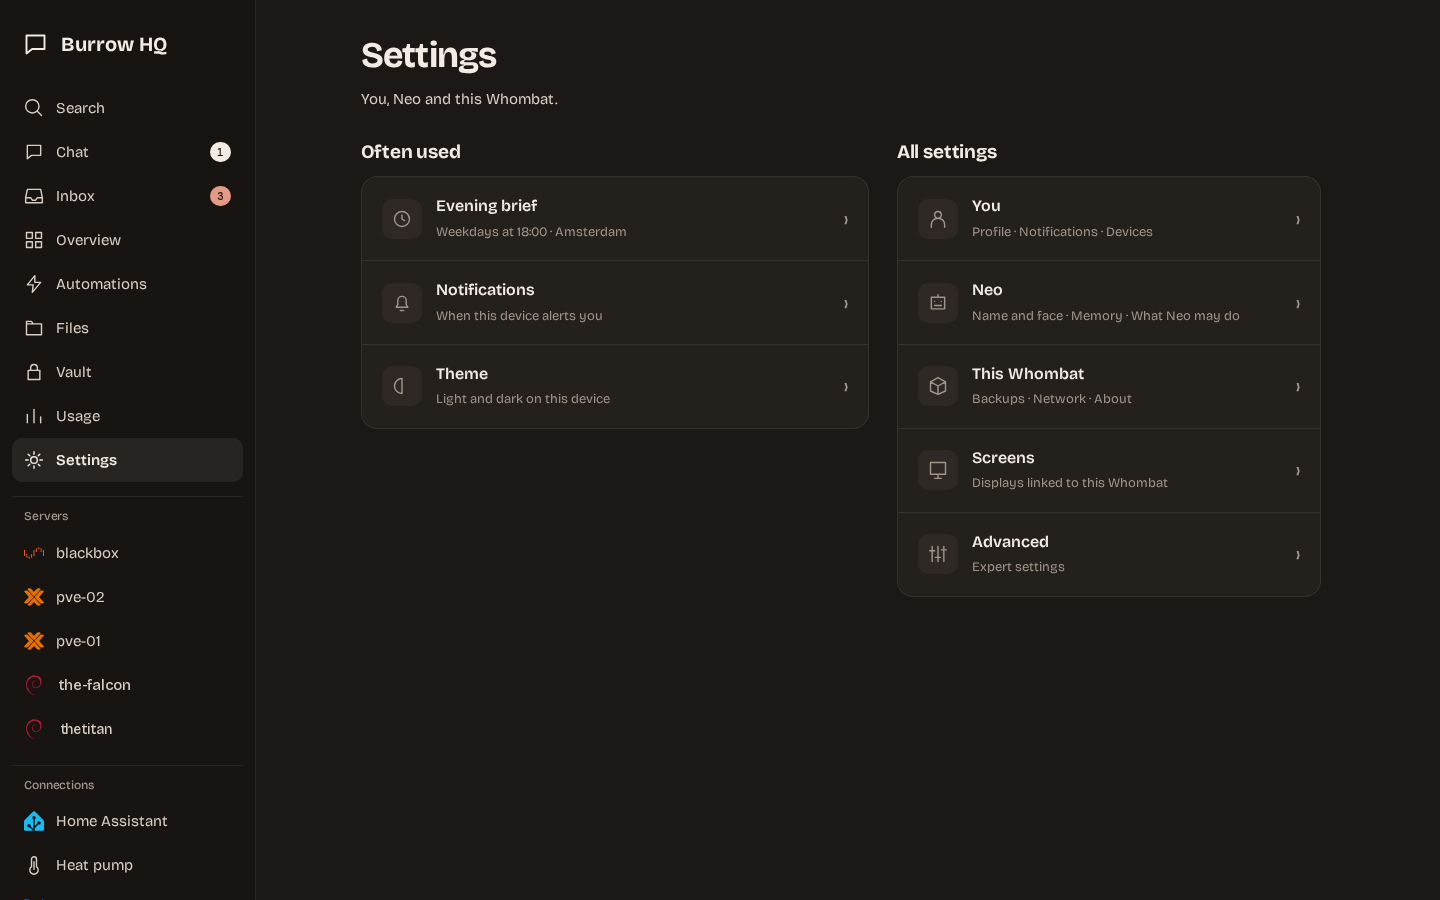 Burrow HQ
Search
Chat
1
Inbox
3
Overview
Automations
Files
Vault
Usage
Settings
Servers
blackbox
pve-02
pve-01
the-falcon
thetitan
Connections
Home Assistant
Heat pump
Settings
You, Neo and this Whombat.
Often used
Evening brief
Weekdays at 18:00 · Amsterdam
Notifications
When this device alerts you
Theme
Light and dark on this device
All settings
You
Profile · Notifications · Devices
Neo
Name and face · Memory · What Neo may do
This Whombat
Backups · Network · About
Screens
Displays linked to this Whombat
Advanced
Expert settings